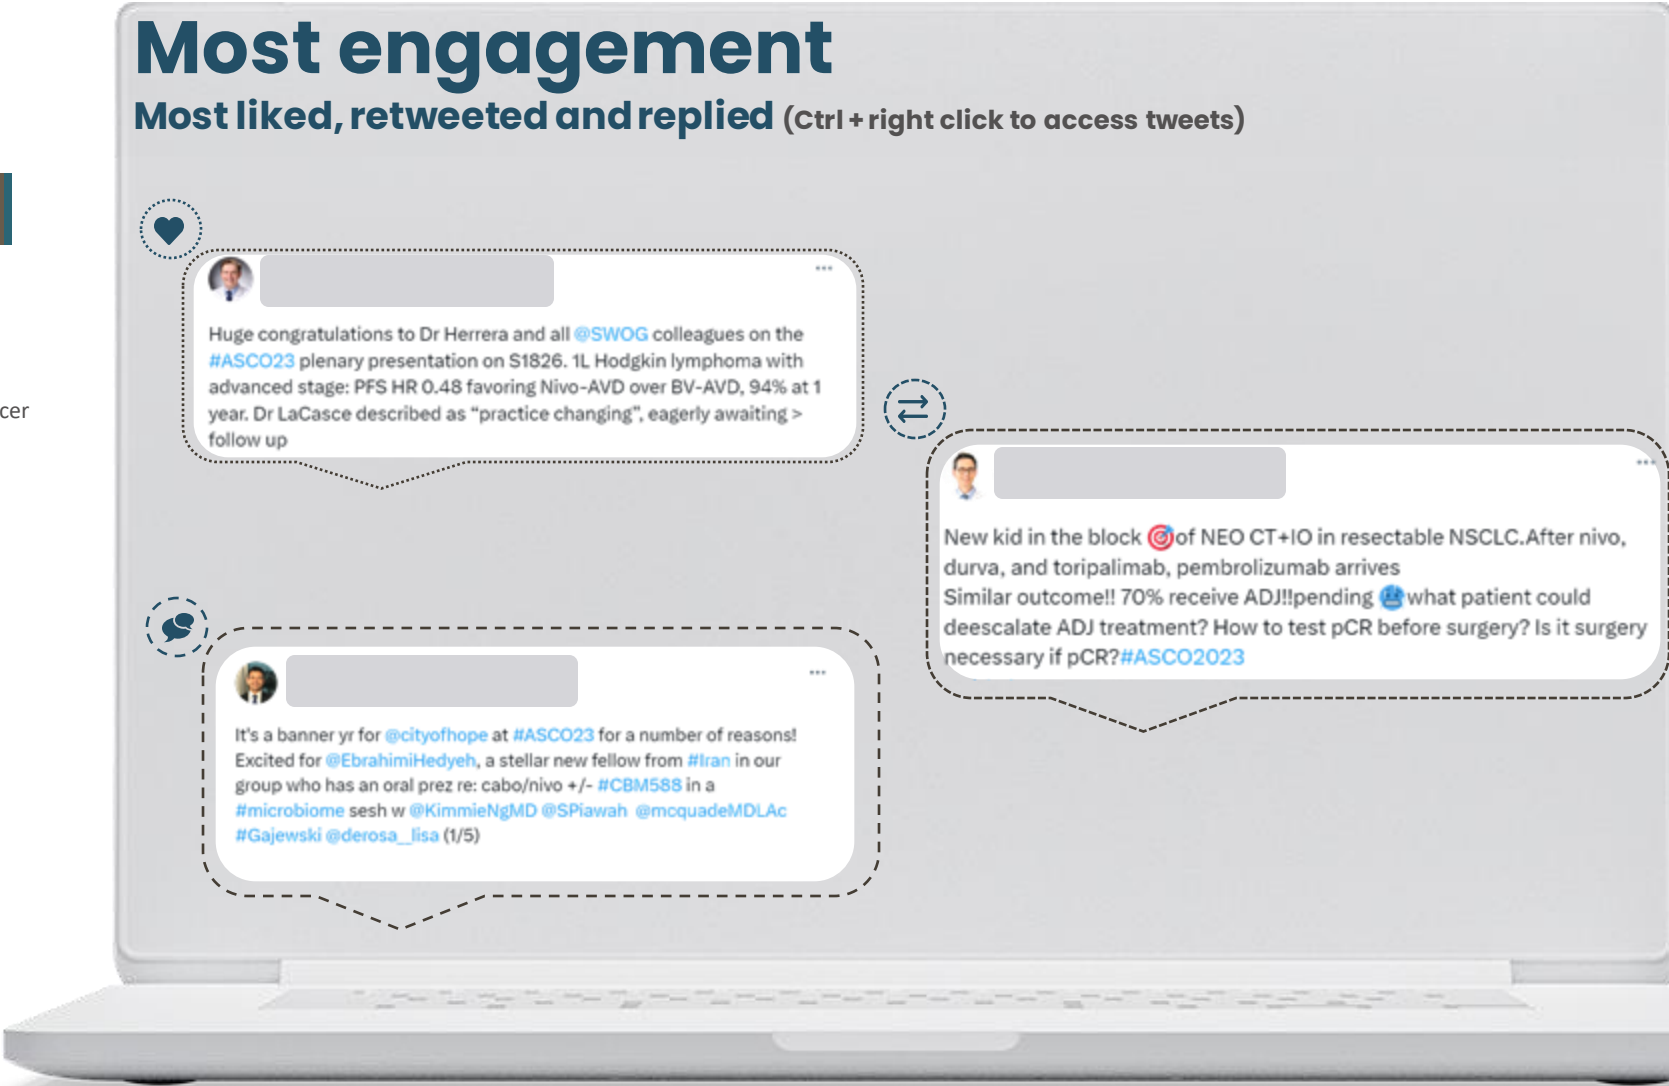 Most engagement
Most liked, retweeted and replied (Ctrl + right click to access tweets)
cer
Huge congratulations to Dr Herrera and all @SWOG colleagues on the
#ASCO23 plenary presentation on S1826. 1L Hodgkin lymphoma with
advanced stage: PFS HR 0.48 favoring Nivo-AVD over BV-AVD, 94% at 1
year. Dr LaCasce described as “practice changing”, eagerly awaiting >
follow up
New kid in the block 🎯of NEO CT+IO in resectable NSCLC.After nivo,
durva, and toripalimab, pembrolizumab arrives
Similar outcome!! 70% receive ADJ!!pending 🥶what patient could
deescalate ADJ treatment? How to test pCR before surgery? Is it surgery
necessary if pCR?#ASCO2023
It's a banner yr for @cityofhope at #ASCO23 for a number of reasons!
Excited for @EbrahimiHedyeh, a stellar new fellow from #Iran in our
group who has an oral prez re: cabo/nivo +/- #CBM588 in a
#microbiome sesh w @KimmieNgMD @SPiawah @mcquadeMDLAc
#Gajewski @derosa__lisa (1/5)